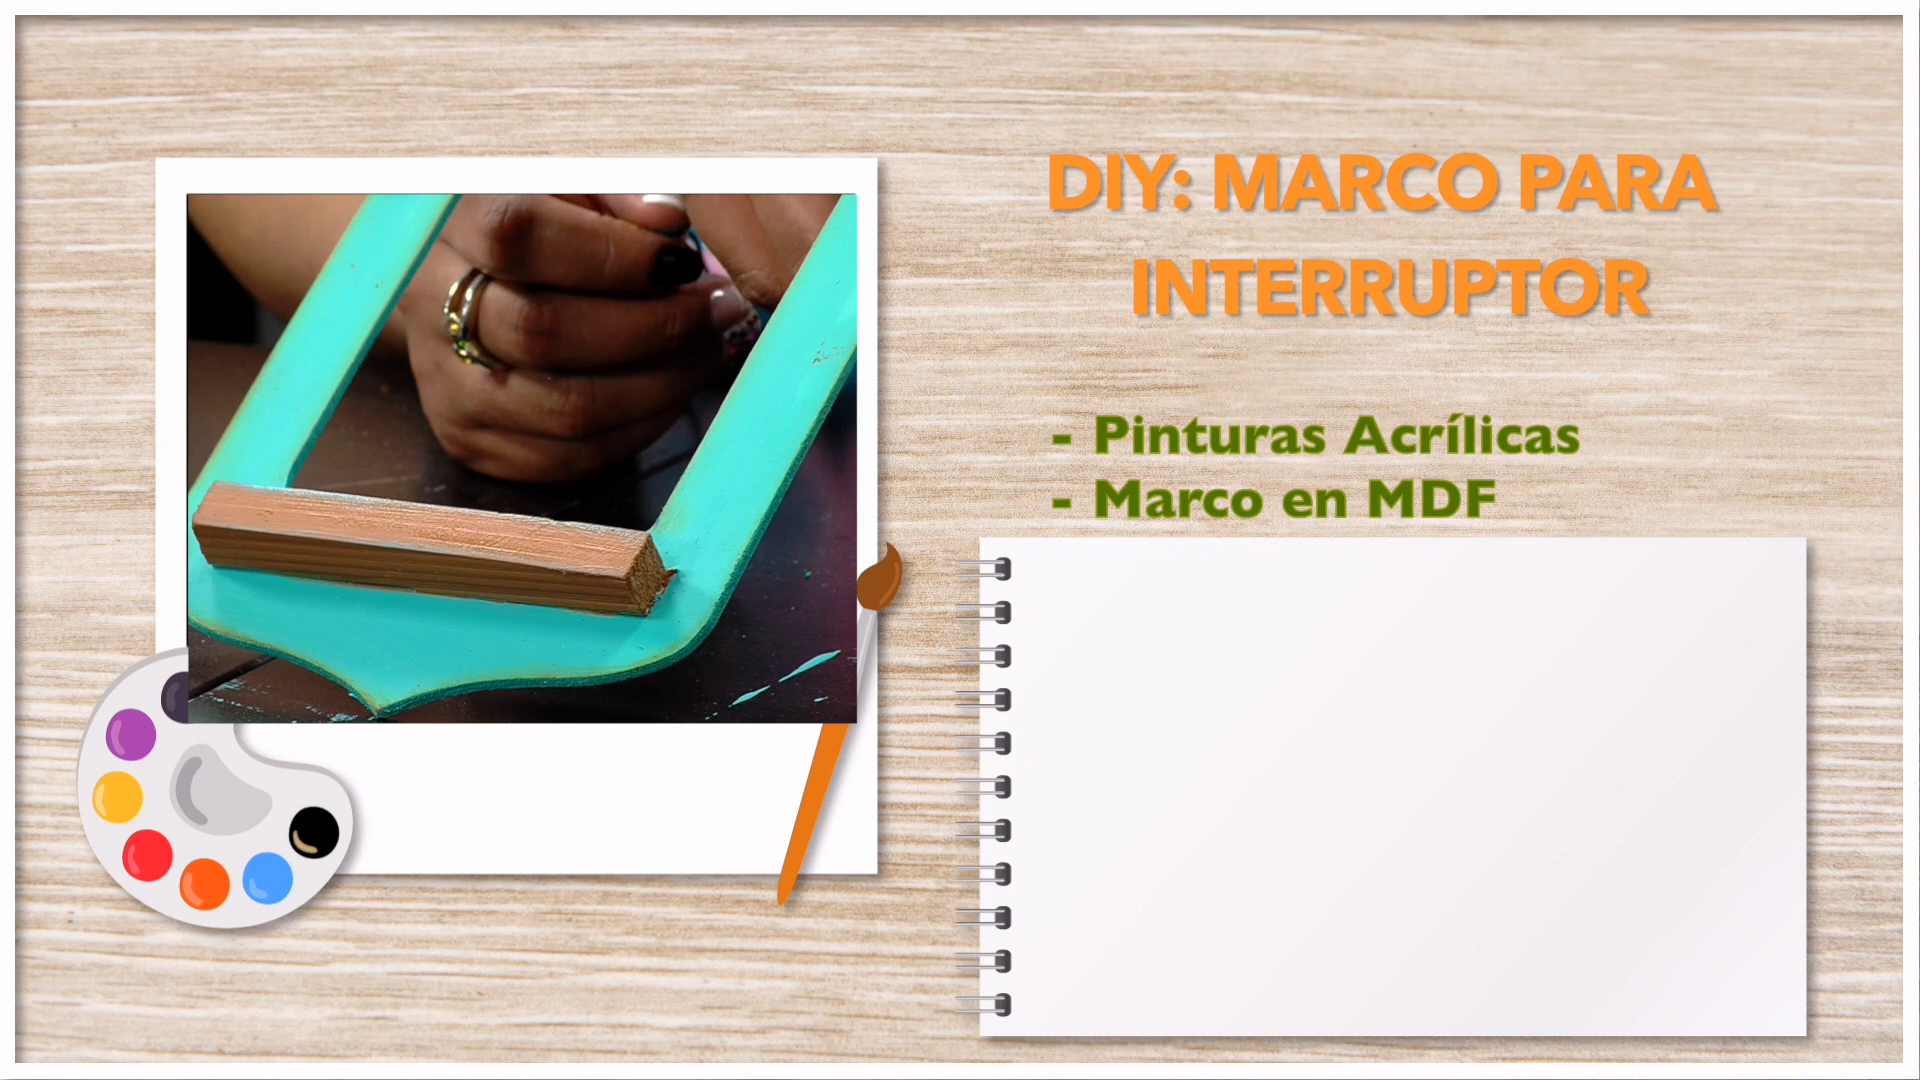 DIY: MARCO PARA
INTERRUPTOR
- Pinturas Acrílicas
- Marco en MDF